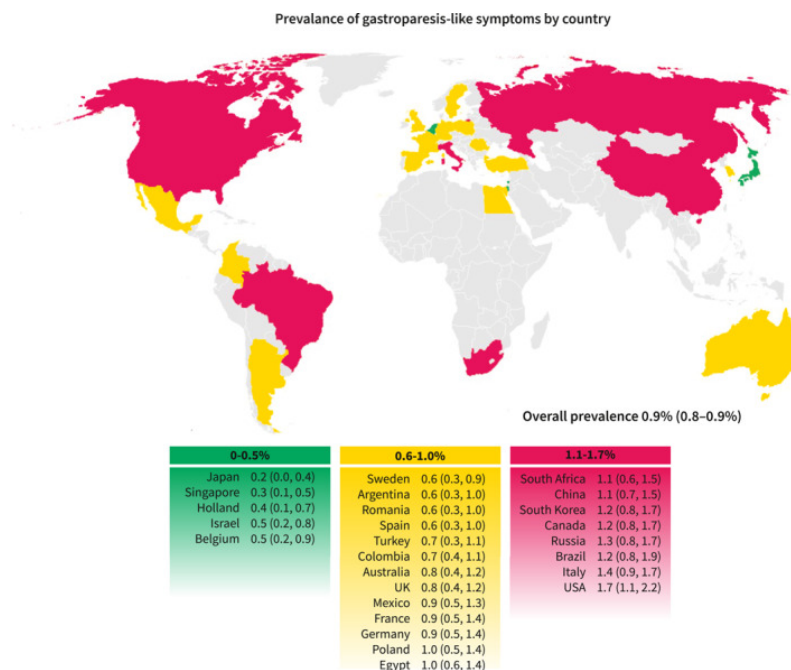 Prevalance of gastroparesis-like symptoms by country
Overall prevalence 0.9% (0.8–0.9%)
0-0.5%
Japan 0.2 (0.0, 0.4)
Singapore 0.3 (0.1, 0.5)
Holland 0.4 (0.1, 0.7)
Israel 0.5 (0.2, 0.8)
Belgium 0.5 (0.2, 0.9)
0.6-1.0%
Sweden 0.6 (0.3, 0.9)
Argentina 0.6 (0.3, 1.0)
Romania 0.6 (0.3, 1.0)
Spain 0.6 (0.3, 1.0)
Turkey 0.7 (0.3, 1.1)
Colombia 0.7 (0.4, 1.1)
Australia 0.8 (0.4, 1.2)
UK 0.8 (0.4, 1.2)
Mexico 0.9 (0.5, 1.3)
France 0.9 (0.5, 1.4)
Germany 0.9 (0.5, 1.4)
Poland 1.0 (0.5, 1.4)
Egypt 1.0 (0.6, 1.4)
1.1-1.7%
South Africa 1.1 (0.6, 1.5)
China 1.1 (0.7, 1.5)
South Korea 1.2 (0.8, 1.7)
Canada 1.2 (0.8, 1.7)
Russia 1.3 (0.8, 1.7)
Brazil 1.2 (0.8, 1.9)
Italy 1.4 (0.9, 1.7)
USA 1.7 (1.1, 2.2)